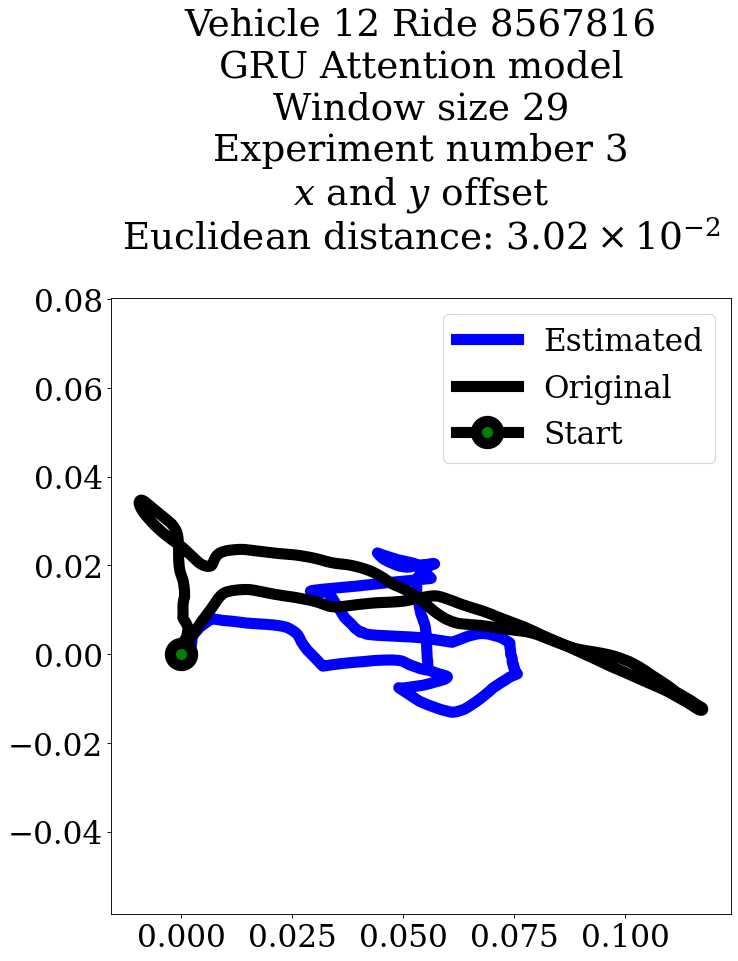 Vehicle 12 Ride 8567816
GRU Attention model
Window size 29
Experiment number 3
x and y offset
Euclidean distance: 3.02 × 10⁻²
Estimated
Original
Start
0.08
0.06
0.04
0.02
0.00
−0.02
−0.04
0.000 0.025 0.050 0.075 0.100